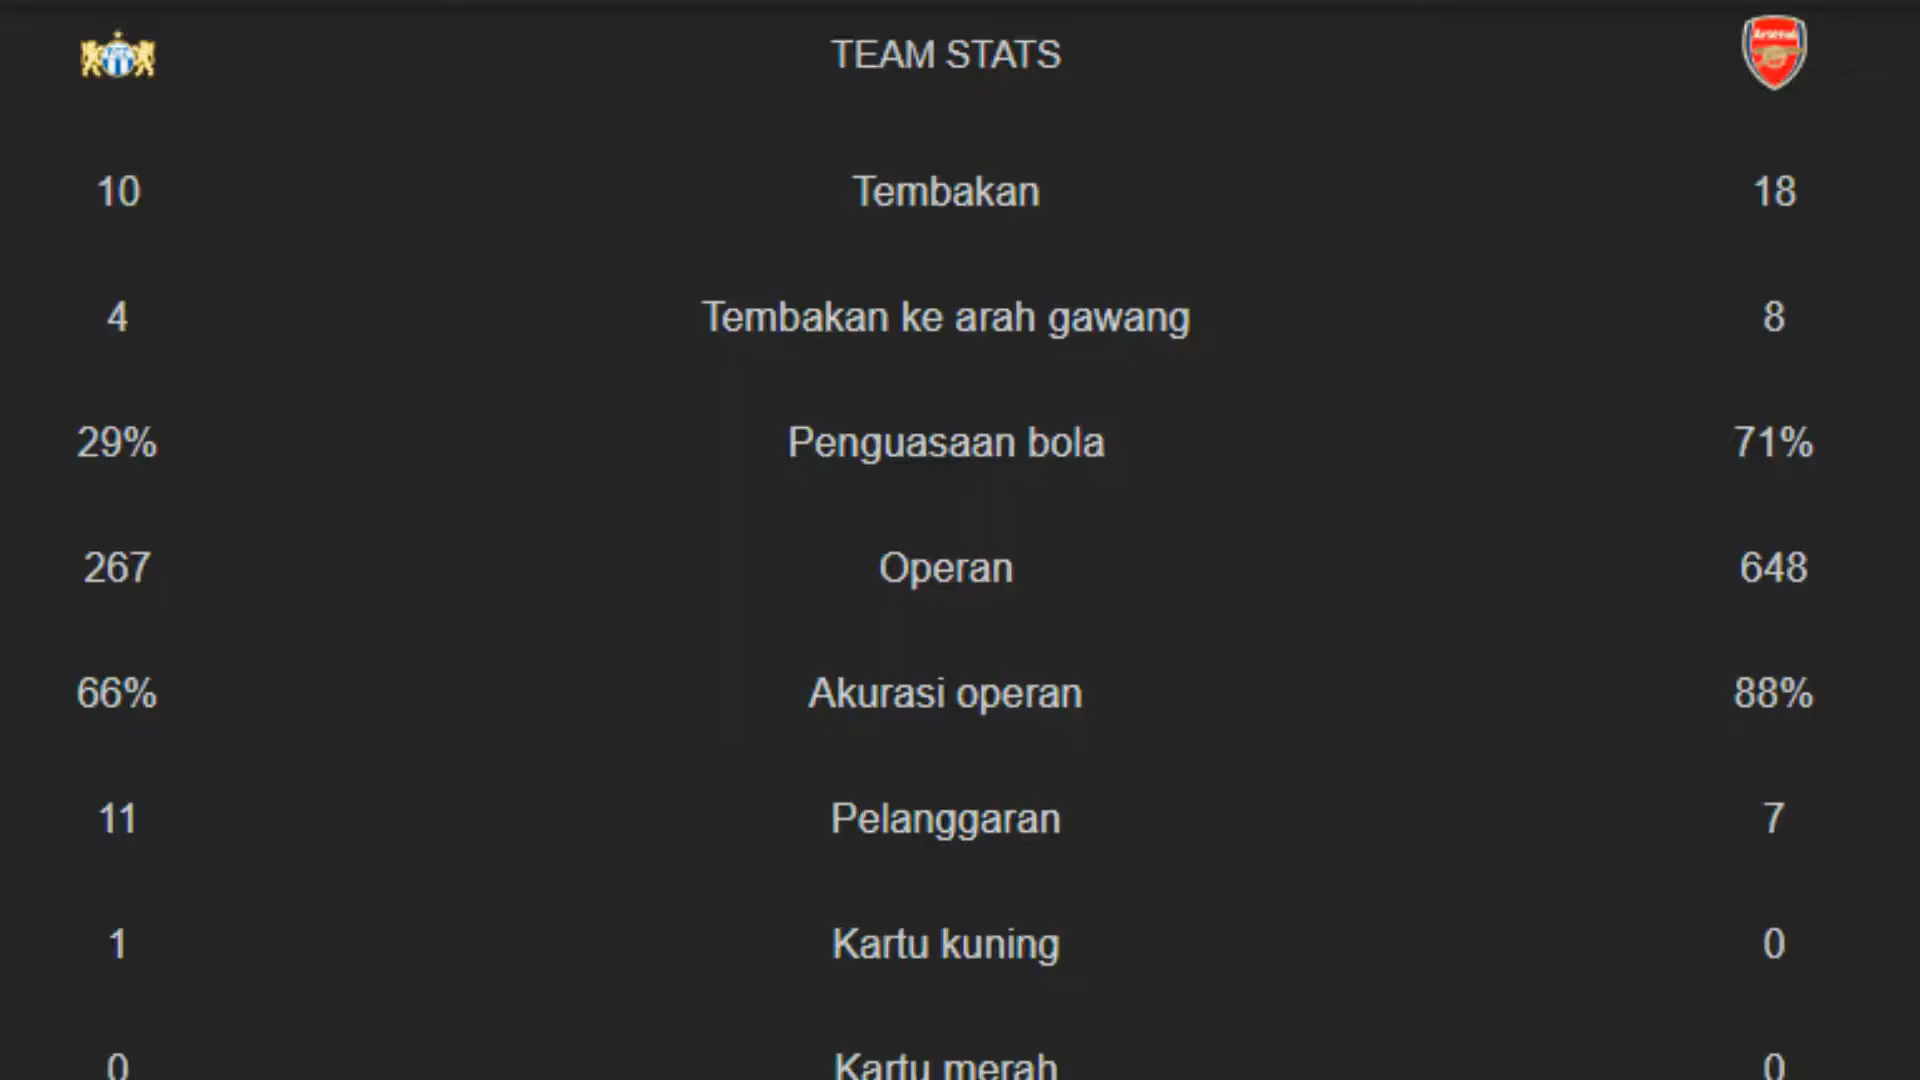 TEAM STATS
Arsenal
10 Tembakan 18
4 Tembakan ke arah gawang 8
29% Penguasaan bola 71%
267 Operan 648
66% Akurasi operan 88%
11 Pelanggaran 7
1 Kartu kuning 0
0 Kartu merah 0